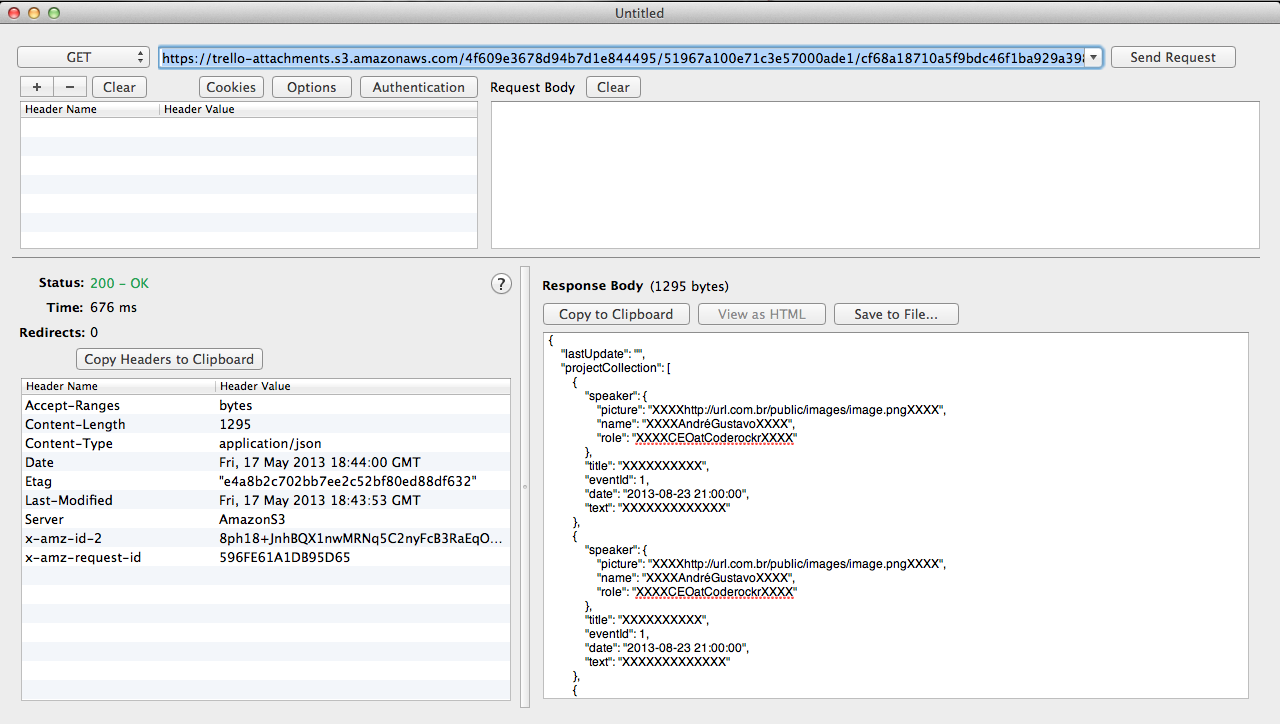 Untitled
GET https://trello-attachments.s3.amazonaws.com/4f609e3678d94b7d1e844495/51967a100e71c3e57000ade1/cf68a18710a5f9bdc46f1ba929a398 Send Request
+ − Clear Cookies Options Authentication Request Body Clear
Header Name Header Value
Status: 200 – OK
?
Time: 676 ms
Redirects: 0
Copy Headers to Clipboard
Header Name Header Value
Accept-Ranges bytes
Content-Length 1295
Content-Type application/json
Date Fri, 17 May 2013 18:44:00 GMT
Etag "e4a8b2c702bb7ee2c52bf80ed88df632"
Last-Modified Fri, 17 May 2013 18:43:53 GMT
Server AmazonS3
x-amz-id-2 8ph18+JnhBQX1nwMRNq5C2nyFcB3RaEqO...
x-amz-request-id 596FE61A1DB95D65
Response Body (1295 bytes)
Copy to Clipboard View as HTML Save to File...
{
"lastUpdate": "",
"projectCollection": [
{
"speaker": {
"picture": "XXXXhttp://url.com.br/public/images/image.pngXXXX",
"name": "XXXXAndréGustavoXXXX",
"role": "XXXXCEOatCoderockrXXXX"
},
"title": "XXXXXXXXXX",
"eventId": 1,
"date": "2013-08-23 21:00:00",
"text": "XXXXXXXXXXXXX"
},
{
"speaker": {
"picture": "XXXXhttp://url.com.br/public/images/image.pngXXXX",
"name": "XXXXAndréGustavoXXXX",
"role": "XXXXCEOatCoderockrXXXX"
},
"title": "XXXXXXXXXX",
"eventId": 1,
"date": "2013-08-23 21:00:00",
"text": "XXXXXXXXXXXXX"
},
{